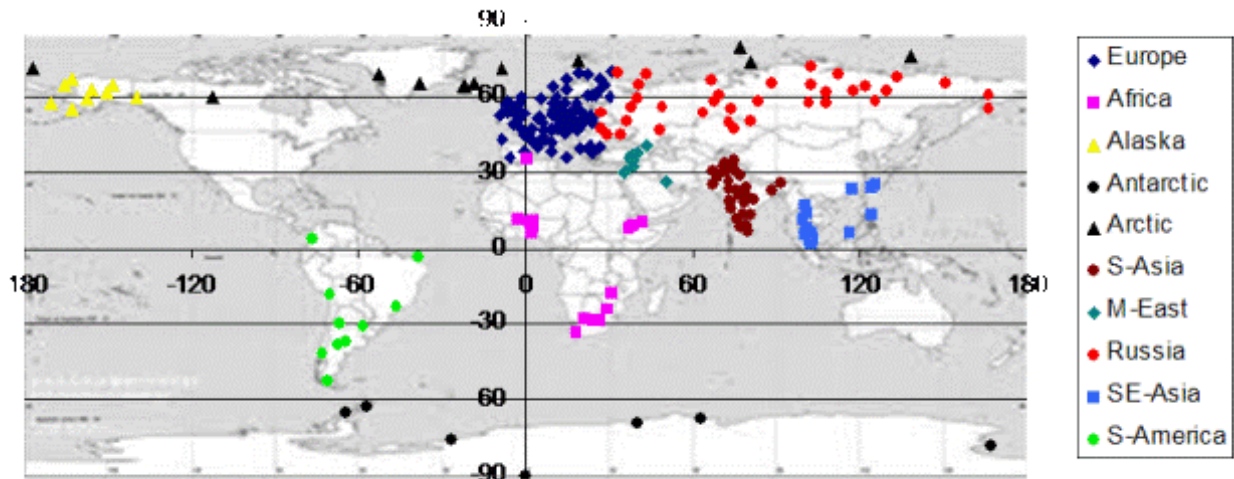 90
60
30
0
180
-120
-60
0
60
120
180
-30
-60
-90
Europe
Africa
Alaska
Antarctic
Arctic
S-Asia
M-East
Russia
SE-Asia
S-America